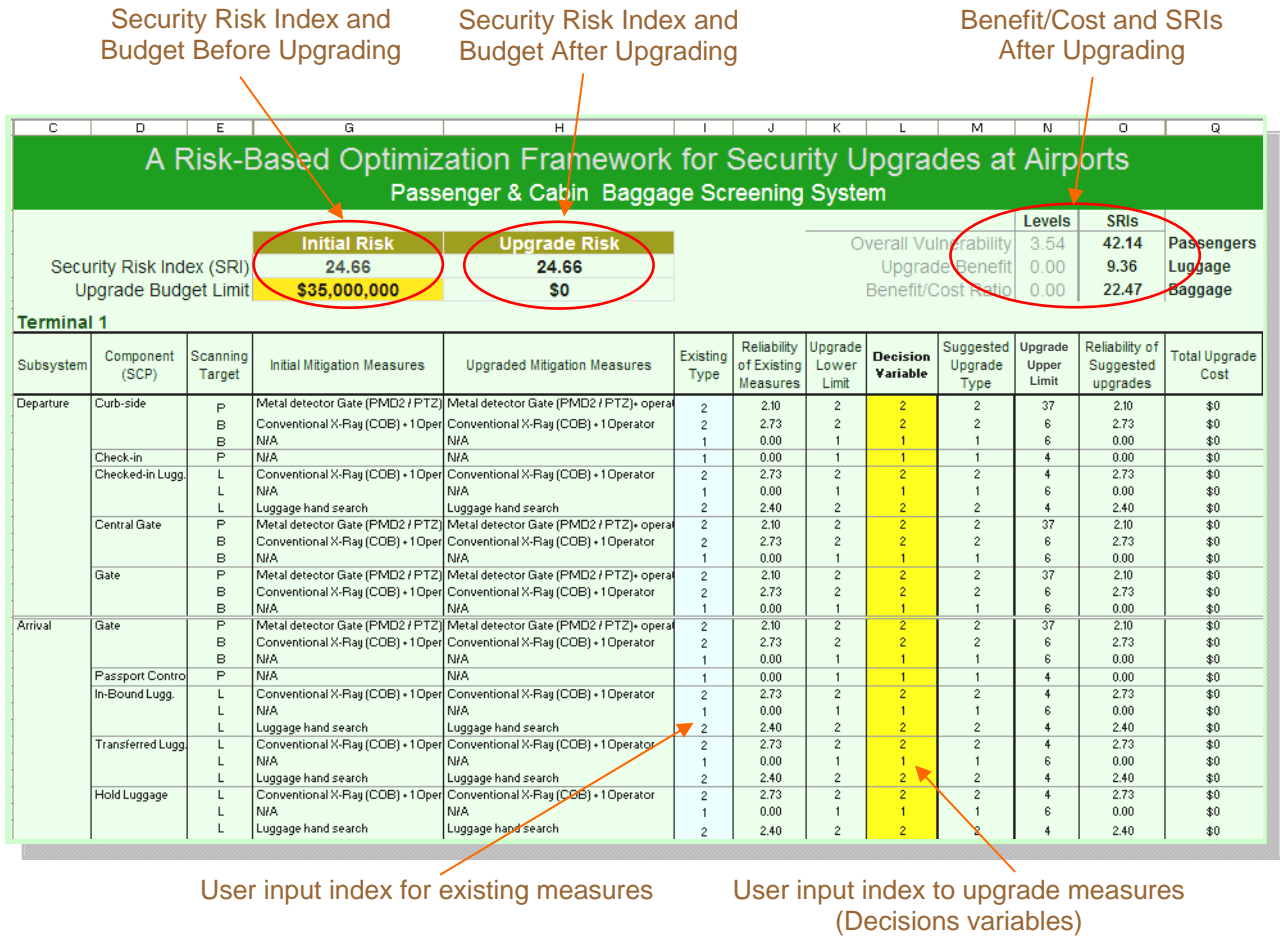 Security Risk Index and
Budget Before Upgrading
Security Risk Index and
Budget After Upgrading
Benefit/Cost and SRIs
After Upgrading
C D E G H I J K L M N O Q
A Risk-Based Optimization Framework for Security Upgrades at Airports
Passenger & Cabin Baggage Screening System
Levels SRIs
Initial Risk Upgrade Risk Overall Vulnerability 3.54 42.14 Passengers
Security Risk Index (SRI) 24.66 24.66 Upgrade Benefit 0.00 9.36 Luggage
Upgrade Budget Limit $35,000,000 $0 Benefit/Cost Ratio 0.00 22.47 Baggage
Terminal 1
Subsystem Component (SCP) Scanning Target Initial Mitigation Measures Upgraded Mitigation Measures Existing Type Reliability of Existing Measures Upgrade Lower Limit Decision Variable Suggested Upgrade Type Upgrade Upper Limit Reliability of Suggested upgrades Total Upgrade Cost
Departure Curb-side P Metal detector Gate (PMD2 / PTZ) Metal detector Gate (PMD2 / PTZ)+ operat 2 2.10 2 2 2 37 2.10 $0
B Conventional X-Ray (COB) + 1 Oper Conventional X-Ray (COB) + 1 Operator 2 2.73 2 2 2 6 2.73 $0
B N/A N/A 1 0.00 1 1 1 6 0.00 $0
Check-in P N/A N/A 1 0.00 1 1 1 4 0.00 $0
Checked-in Lugg. L Conventional X-Ray (COB) + 1 Oper Conventional X-Ray (COB) + 1 Operator 2 2.73 2 2 2 4 2.73 $0
L N/A N/A 1 0.00 1 1 1 6 0.00 $0
L Luggage hand search Luggage hand search 2 2.40 2 2 2 4 2.40 $0
Central Gate P Metal detector Gate (PMD2 / PTZ) Metal detector Gate (PMD2 / PTZ)+ operat 2 2.10 2 2 2 37 2.10 $0
B Conventional X-Ray (COB) + 1 Oper Conventional X-Ray (COB) + 1 Operator 2 2.73 2 2 2 6 2.73 $0
B N/A N/A 1 0.00 1 1 1 6 0.00 $0
Gate P Metal detector Gate (PMD2 / PTZ) Metal detector Gate (PMD2 / PTZ)+ operat 2 2.10 2 2 2 37 2.10 $0
B Conventional X-Ray (COB) + 1 Oper Conventional X-Ray (COB) + 1 Operator 2 2.73 2 2 2 6 2.73 $0
B N/A N/A 1 0.00 1 1 1 6 0.00 $0
Arrival Gate P Metal detector Gate (PMD2 / PTZ) Metal detector Gate (PMD2 / PTZ)+ operat 2 2.10 2 2 2 37 2.10 $0
B Conventional X-Ray (COB) + 1 Oper Conventional X-Ray (COB) + 1 Operator 2 2.73 2 2 2 6 2.73 $0
B N/A N/A 1 0.00 1 1 1 6 0.00 $0
Passport Contro P N/A N/A 1 0.00 1 1 1 4 0.00 $0
In-Bound Lugg. L Conventional X-Ray (COB) + 1 Oper Conventional X-Ray (COB) + 1 Operator 2 2.73 2 2 2 4 2.73 $0
L N/A N/A 1 0.00 1 1 1 6 0.00 $0
L Luggage hand search Luggage hand search 2 2.40 2 2 2 4 2.40 $0
Transferred Lugg. L Conventional X-Ray (COB) + 1 Oper Conventional X-Ray (COB) + 1 Operator 2 2.73 2 2 2 4 2.73 $0
L N/A N/A 1 0.00 1 1 1 6 0.00 $0
L Luggage hand search Luggage hand search 2 2.40 2 2 2 4 2.40 $0
Hold Luggage L Conventional X-Ray (COB) + 1 Oper Conventional X-Ray (COB) + 1 Operator 2 2.73 2 2 2 4 2.73 $0
L N/A N/A 1 0.00 1 1 1 6 0.00 $0
L Luggage hand search Luggage hand search 2 2.40 2 2 2 4 2.40 $0
User input index for existing measures
User input index to upgrade measures
(Decisions variables)